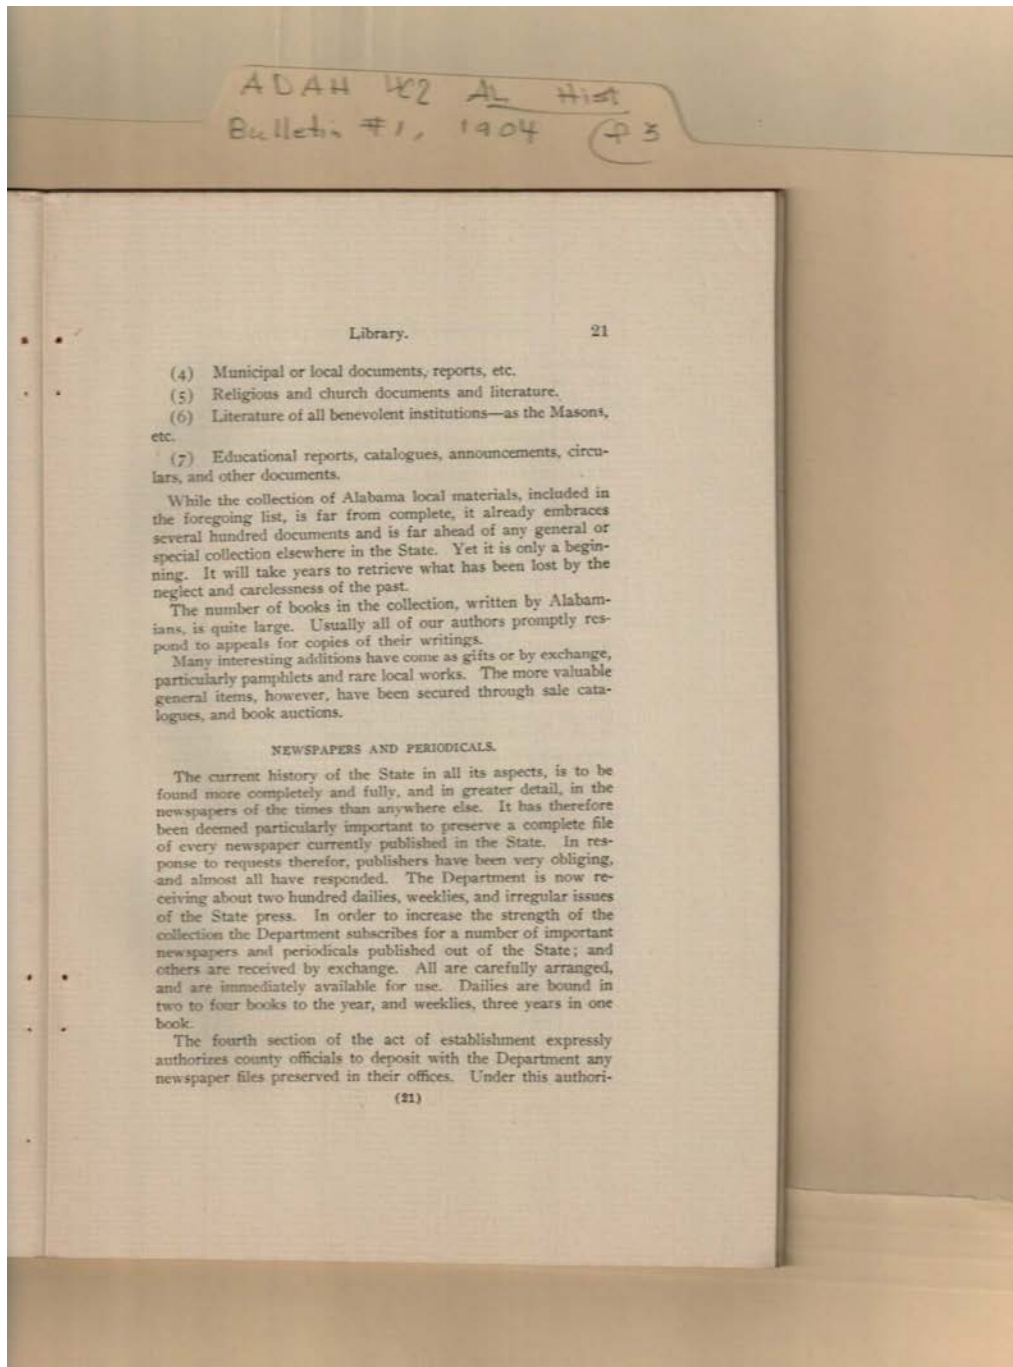 ADAH HC2 AL Hist
Bulletin #1, 1904 P3
Library. 21
(4) Municipal or local documents, reports, etc.
(5) Religious and church documents and literature.
(6) Literature of all benevolent institutions—as the Masons,
etc.
(7) Educational reports, catalogues, announcements, circu-
lars, and other documents.
While the collection of Alabama local materials, included in
the foregoing list, is far from complete, it already embraces
several hundred documents and is far ahead of any general or
special collection elsewhere in the State. Yet it is only a begin-
ning. It will take years to retrieve what has been lost by the
neglect and carelessness of the past.
The number of books in the collection, written by Alabam-
ians, is quite large. Usually all of our authors promptly res-
pond to appeals for copies of their writings.
Many interesting additions have come as gifts or by exchange,
particularly pamphlets and rare local works. The more valuable
general items, however, have been secured through sale cata-
logues, and book auctions.
NEWSPAPERS AND PERIODICALS.
The current history of the State in all its aspects, is to be
found more completely and fully, and in greater detail, in the
newspapers of the times than anywhere else. It has therefore
been deemed particularly important to preserve a complete file
of every newspaper currently published in the State. In res-
ponse to requests therefor, publishers have been very obliging,
and almost all have responded. The Department is now re-
ceiving about two hundred dailies, weeklies, and irregular issues
of the State press. In order to increase the strength of the
collection the Department subscribes for a number of important
newspapers and periodicals published out of the State; and
others are received by exchange. All are carefully arranged,
and are immediately available for use. Dailies are bound in
two to four books to the year, and weeklies, three years in one
book.
The fourth section of the act of establishment expressly
authorizes county officials to deposit with the Department any
newspaper files preserved in their offices. Under this authori-
(21)